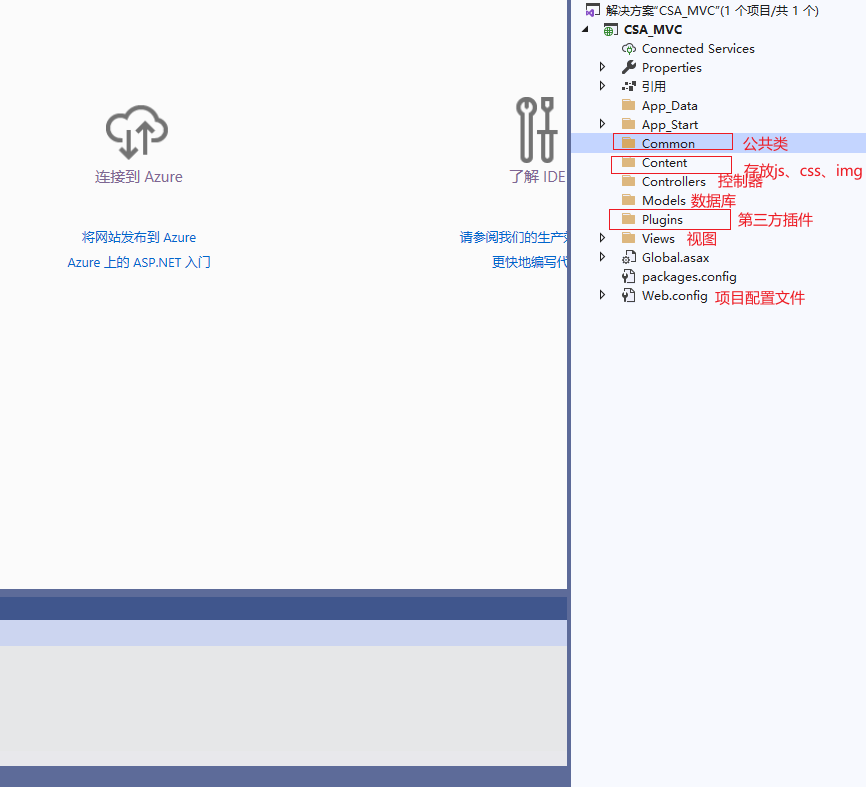 连接到 Azure
将网站发布到 Azure
Azure 上的 ASP.NET 入门
了解 IDE
请参阅我们的生产
更快地编写代
解决方案"CSA_MVC"(1 个项目/共 1 个)
CSA_MVC
Connected Services
Properties
引用
App_Data
App_Start
Common 公共类
Content 存放js、css、img
Controllers 控制器
Models 数据库
Plugins 第三方插件
Views 视图
Global.asax
packages.config
Web.config 项目配置文件